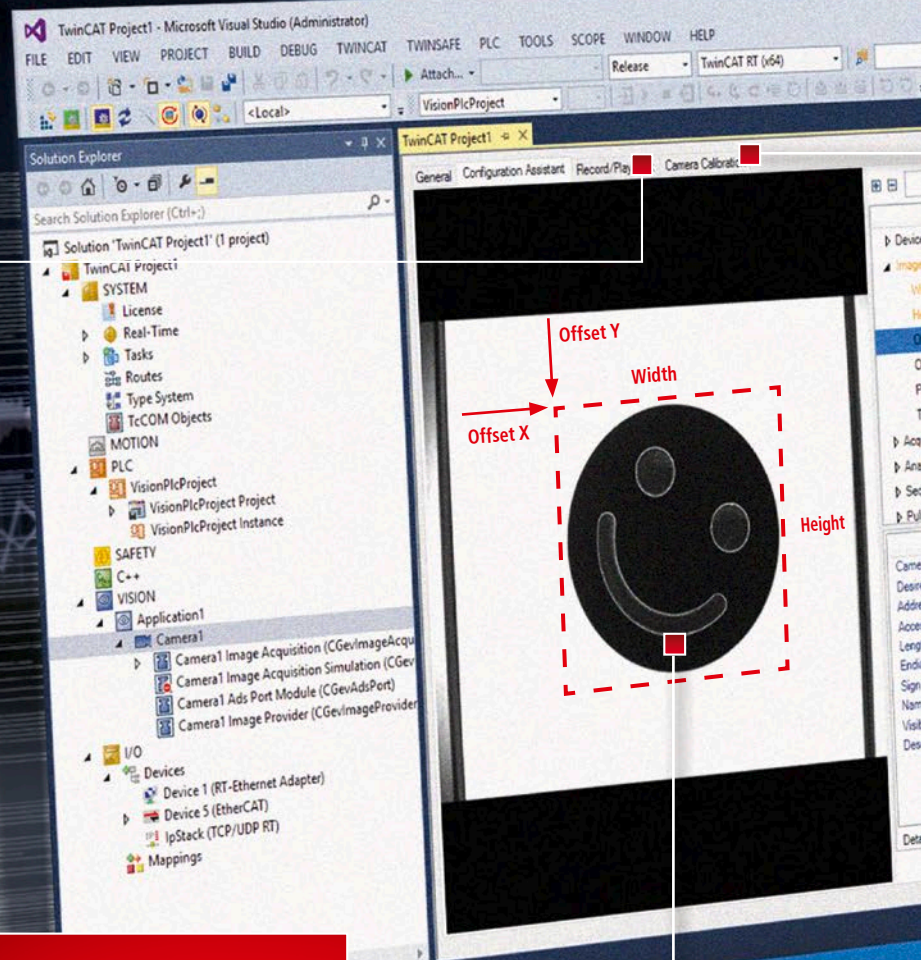 TwinCAT Project1 - Microsoft Visual Studio (Administrator)
FILE EDIT VIEW PROJECT BUILD DEBUG TWINCAT TWINSAFE PLC TOOLS SCOPE WINDOW HELP
Attach... Release TwinCAT RT (x64)
<Local> VisionPlcProject
Solution Explorer
Search Solution Explorer (Ctrl+;)
Solution 'TwinCAT Project1' (1 project)
TwinCAT Project1
SYSTEM
License
Real-Time
Tasks
Routes
Type System
TcCOM Objects
MOTION
PLC
VisionPlcProject
VisionPlcProject Project
VisionPlcProject Instance
SAFETY
C++
VISION
Application1
Camera1
Camera1 Image Acquisition (CGevImageAcqu
Camera1 Image Acquisition Simulation (CGev
Camera1 Ads Port Module (CGevAdsPort)
Camera1 Image Provider (CGevImageProvider
I/O
Devices
Device 1 (RT-Ethernet Adapter)
Device 5 (EtherCAT)
IpStack (TCP/UDP RT)
Mappings
TwinCAT Project1
General Configuration Assistant Record/Play Camera Calibratio
Offset Y
Width
Offset X
Height